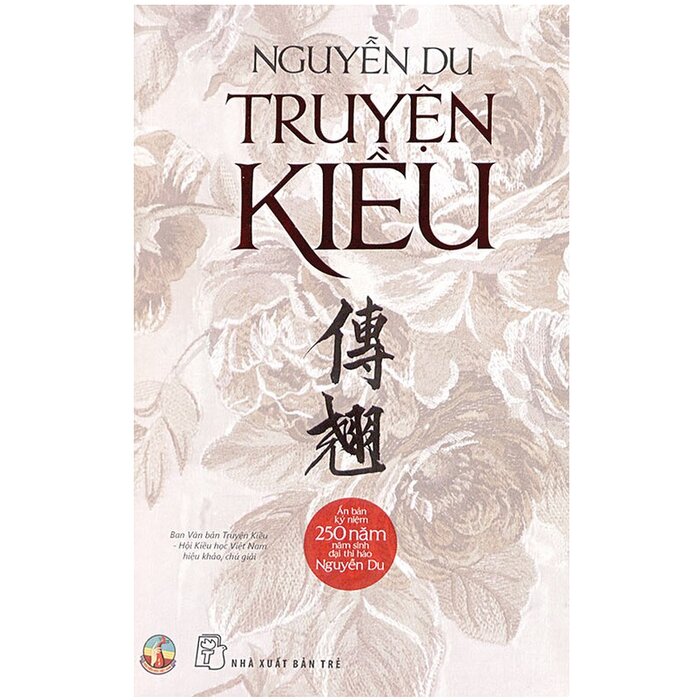 NGUYỄN DU
TRUYỆN
KIỀU
傳
翹
Ấn bản
kỷ niệm
250 năm
năm sinh
đại thi hào
Nguyễn Du
Ban Văn bản Truyện Kiều
- Hội Kiều học Việt Nam
hiệu khảo, chú giải
NHÀ XUẤT BẢN TRẺ